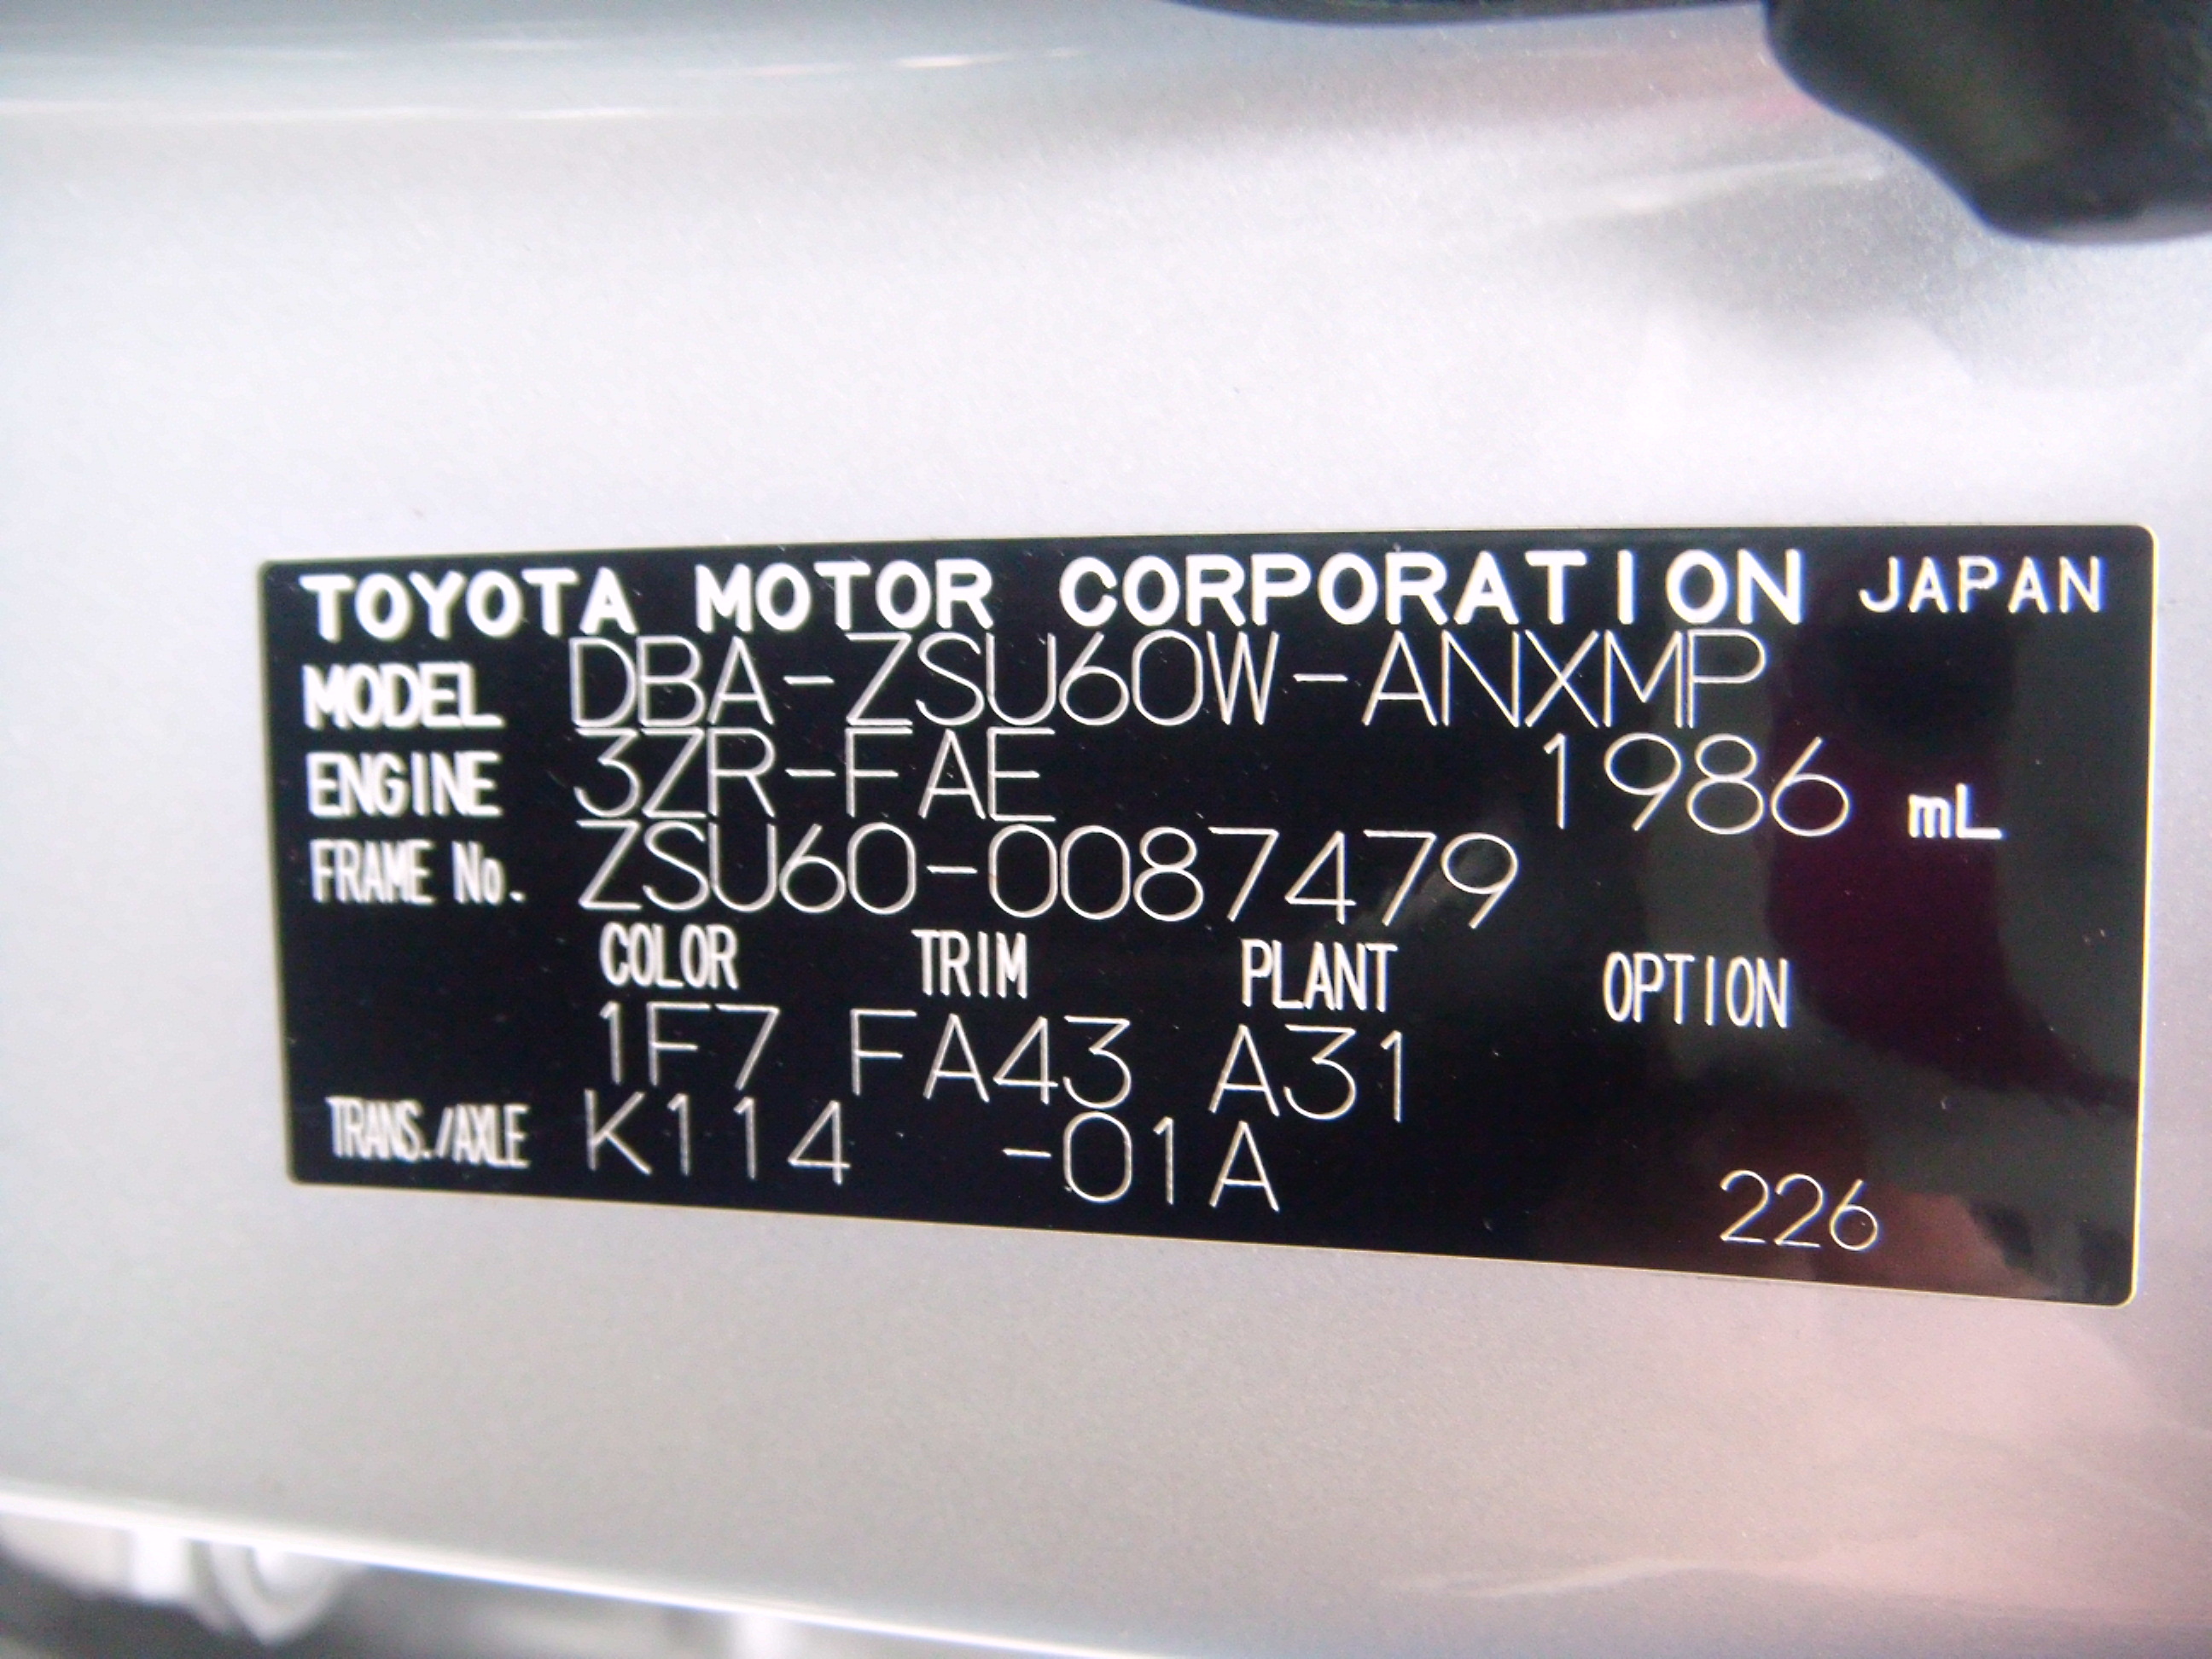 TOYOTA MOTOR CORPORATION JAPAN
MODEL DBA-ZSU60W-ANXMP
ENGINE 3ZR-FAE 1986 mL
FRAME No. ZSU60-0087479
COLOR TRIM PLANT OPTION
1F7 FA43 A31
TRANS./AXLE K114 -01A
226